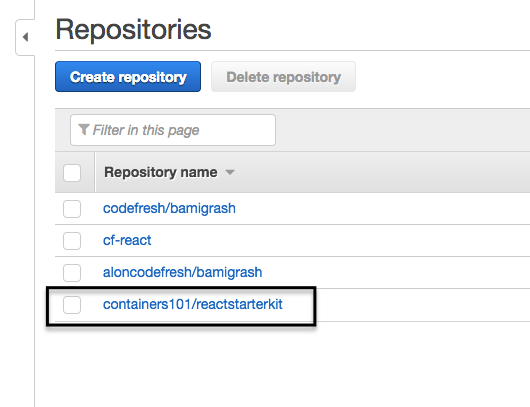 Repositories
Create repository Delete repository
Filter in this page
Repository name
codefresh/bamigrash
cf-react
aloncodefresh/bamigrash
containers101/reactstarterkit